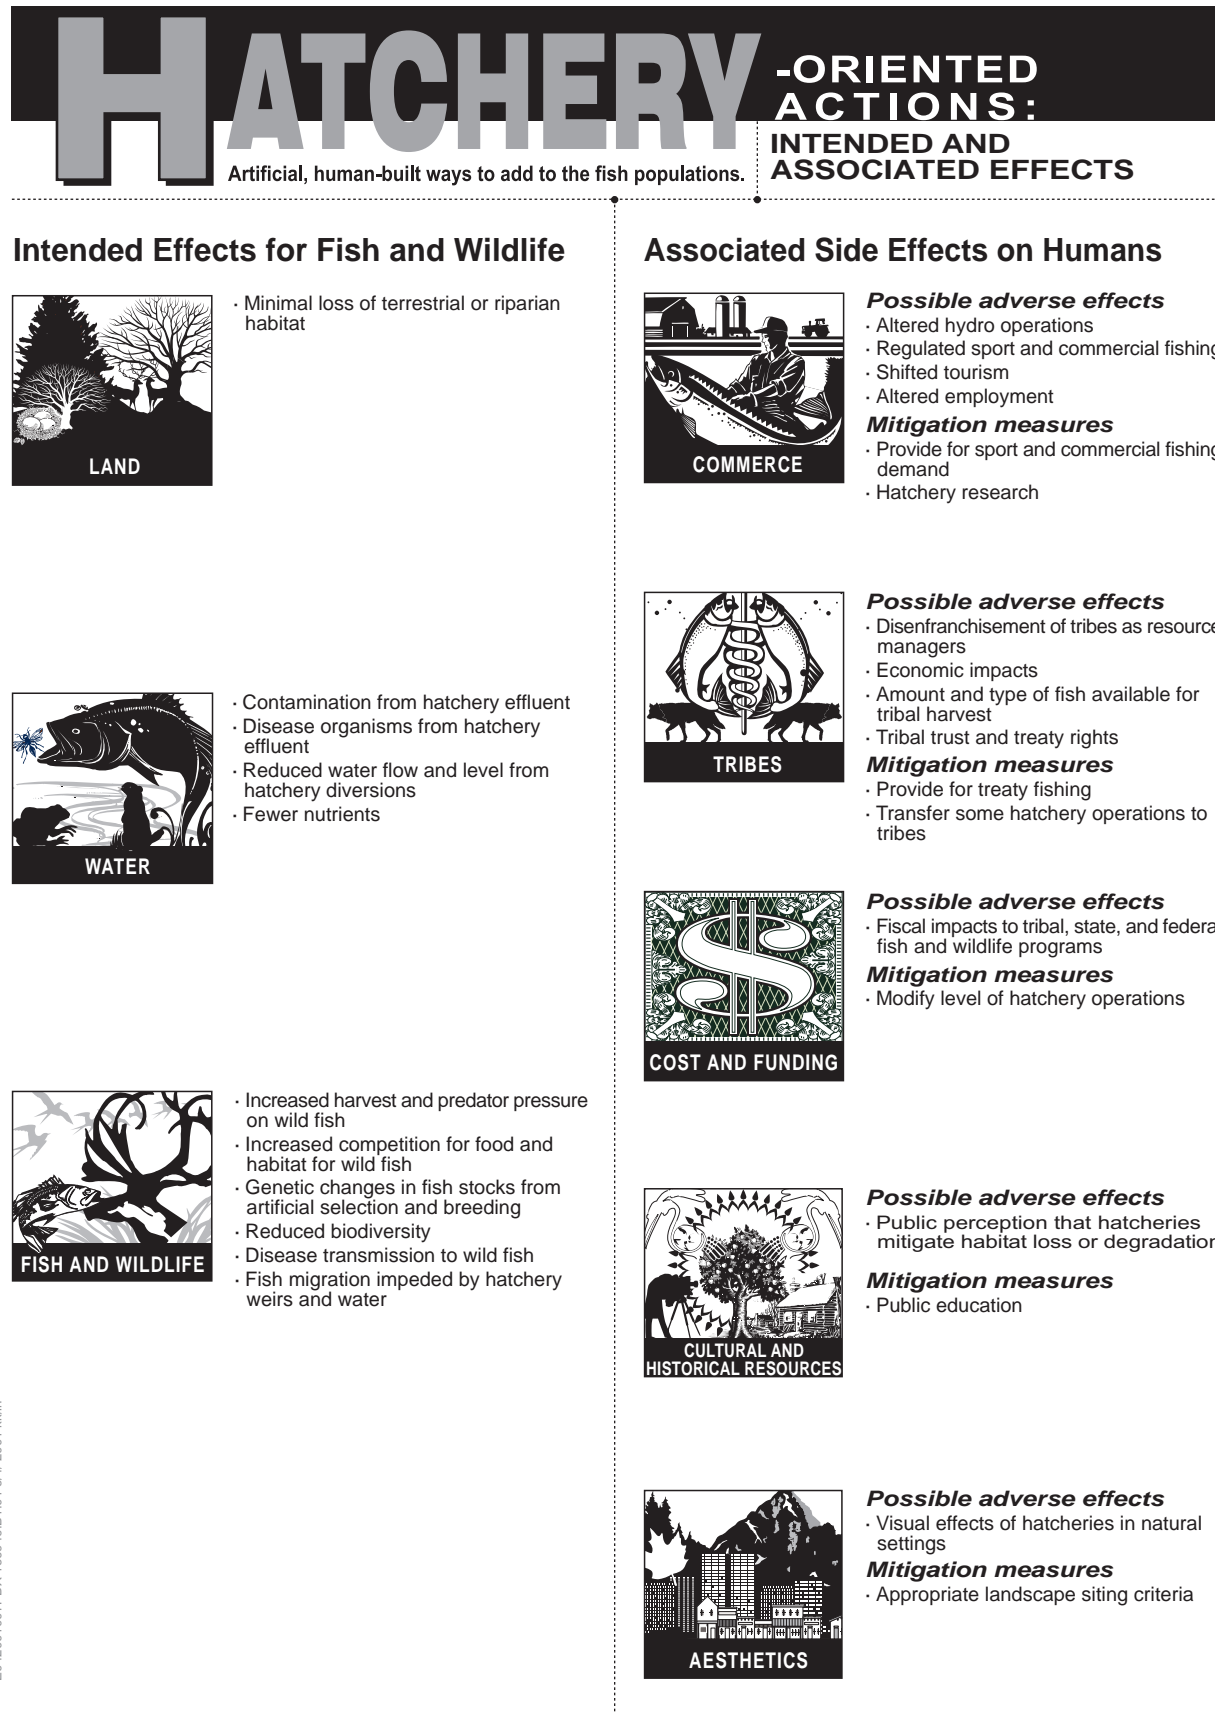 HATCHERY
-ORIENTED
ACTIONS:
INTENDED AND
ASSOCIATED EFFECTS
Artificial, human-built ways to add to the fish populations.
Intended Effects for Fish and Wildlife
LAND
· Minimal loss of terrestrial or riparian
habitat
WATER
· Contamination from hatchery effluent
· Disease organisms from hatchery
effluent
· Reduced water flow and level from
hatchery diversions
· Fewer nutrients
FISH AND WILDLIFE
· Increased harvest and predator pressure
on wild fish
· Increased competition for food and
habitat for wild fish
· Genetic changes in fish stocks from
artificial selection and breeding
· Reduced biodiversity
· Disease transmission to wild fish
· Fish migration impeded by hatchery
weirs and water
Associated Side Effects on Humans
COMMERCE
Possible adverse effects
· Altered hydro operations
· Regulated sport and commercial fishing
· Shifted tourism
· Altered employment
Mitigation measures
· Provide for sport and commercial fishing
demand
· Hatchery research
TRIBES
Possible adverse effects
· Disenfranchisement of tribes as resource
managers
· Economic impacts
· Amount and type of fish available for
tribal harvest
· Tribal trust and treaty rights
Mitigation measures
· Provide for treaty fishing
· Transfer some hatchery operations to
tribes
COST AND FUNDING
Possible adverse effects
· Fiscal impacts to tribal, state, and federa
fish and wildlife programs
Mitigation measures
· Modify level of hatchery operations
CULTURAL AND
HISTORICAL RESOURCES
Possible adverse effects
· Public perception that hatcheries
mitigate habitat loss or degradation
Mitigation measures
· Public education
AESTHETICS
Possible adverse effects
· Visual effects of hatcheries in natural
settings
Mitigation measures
· Appropriate landscape siting criteria